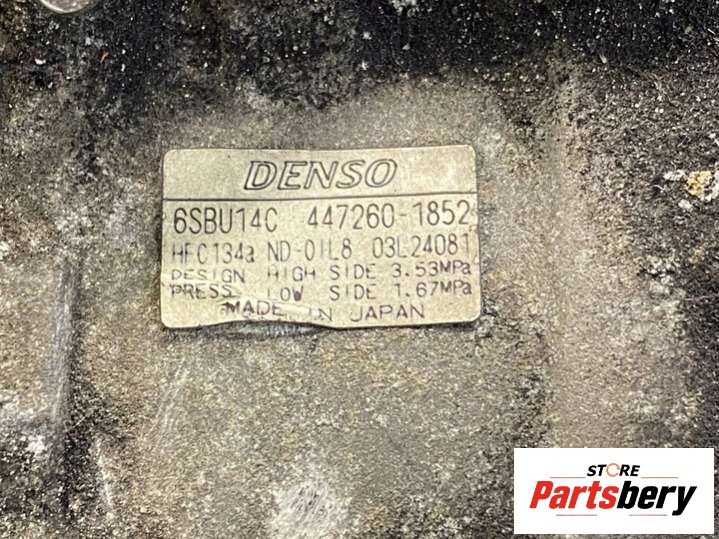 DENSO
6SBU14C 447260-1852
HFC134a ND-OIL8 03L24081
DESIGN HIGH SIDE 3.53MPa
PRESS. LOW SIDE 1.67MPa
MADE IN JAPAN
STORE
Partsbery